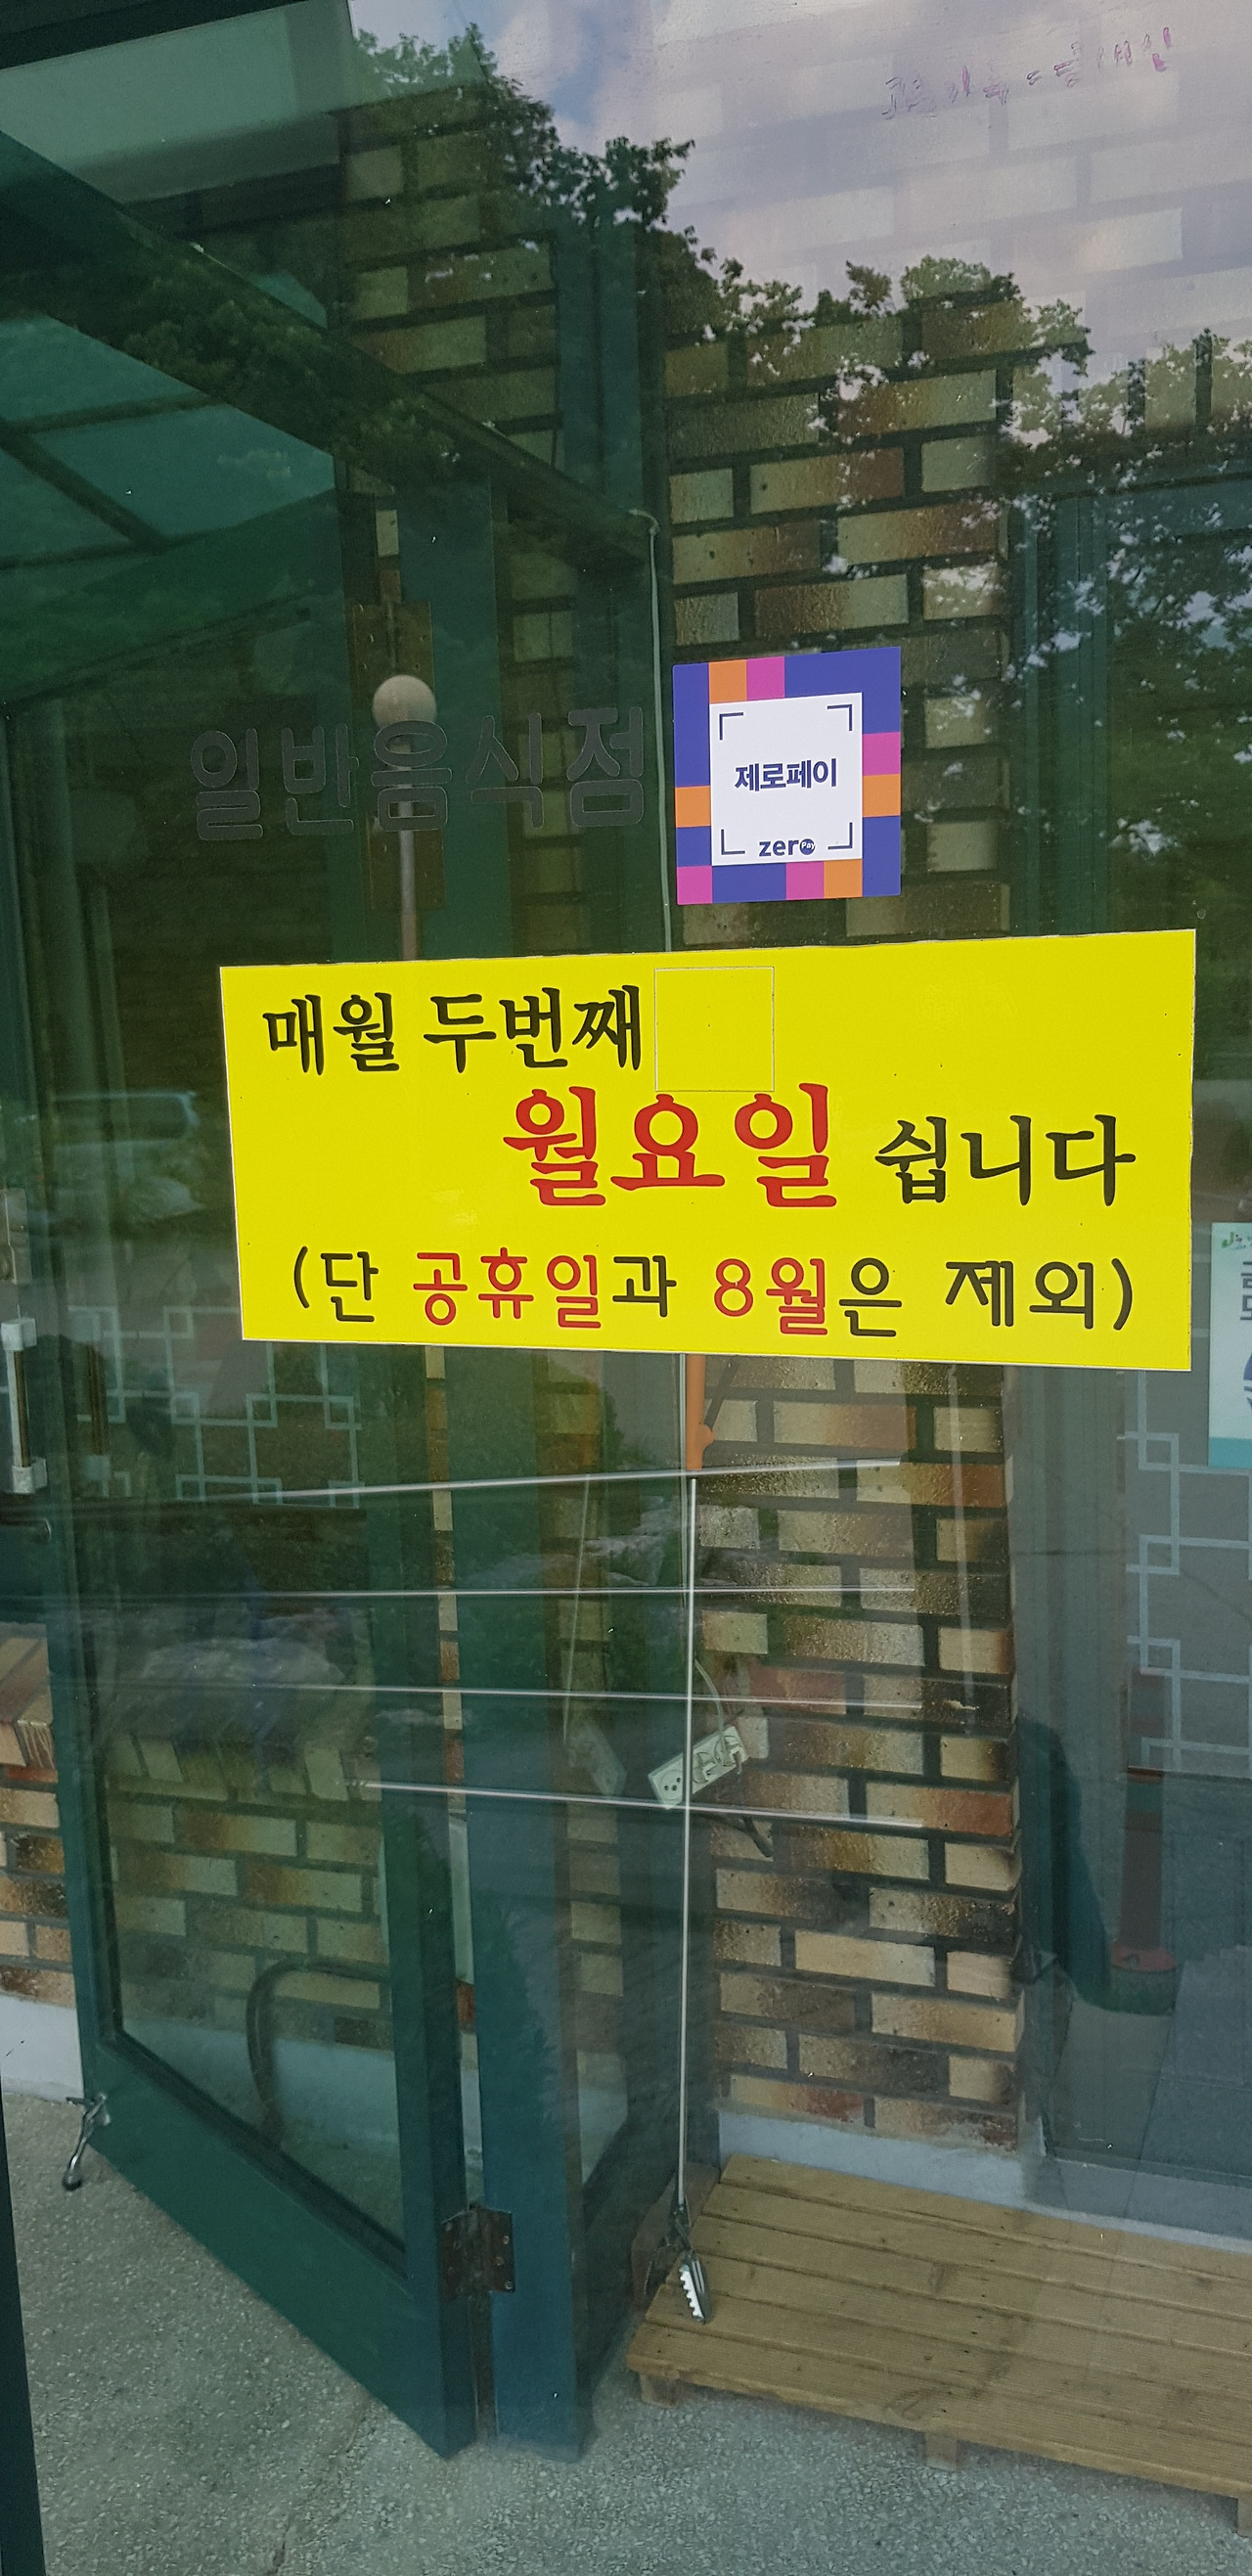 일반음식점
제로페이
zero Pay
매월 두번째
월요일 쉽니다
(단 공휴일과 8월은 제외)